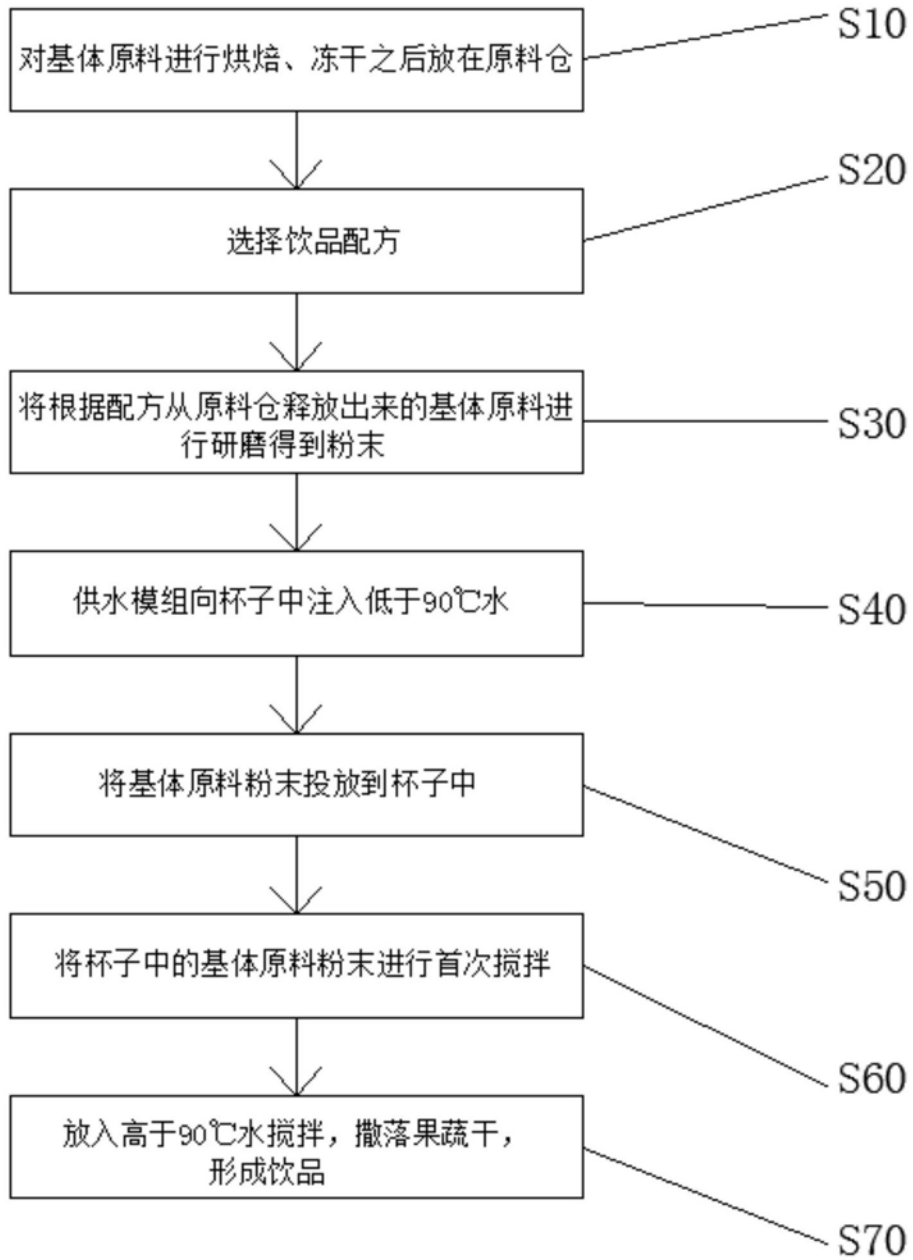 对基体原料进行烘焙、冻干之后放在原料仓
S10
选择饮品配方
S20
将根据配方从原料仓释放出来的基体原料进
行研磨得到粉末
S30
供水模组向杯子中注入低于90℃水
S40
将基体原料粉末投放到杯子中
S50
将杯子中的基体原料粉末进行首次搅拌
S60
放入高于90℃水搅拌，撒落果蔬干，
形成饮品
S70